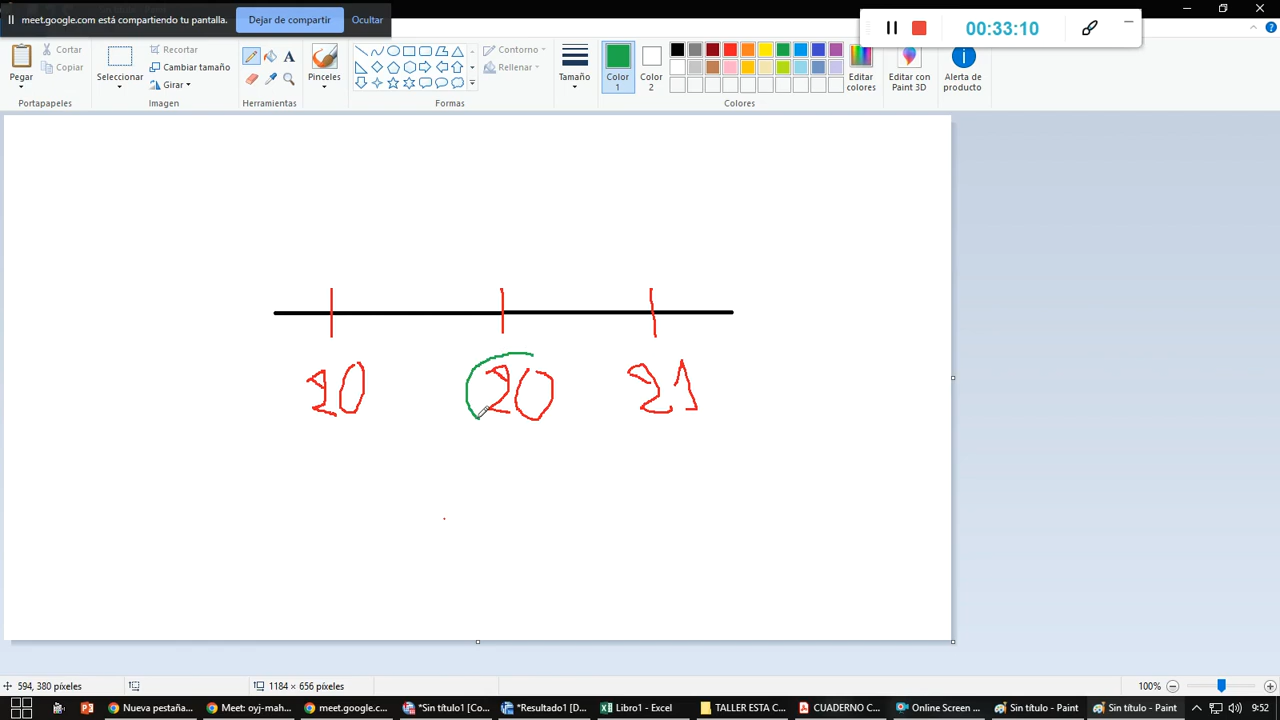 meet.google.com está compartiendo tu pantalla. Dejar de compartir Ocultar
00:33:10
Pegar
Cortar
Copiar
Portapapeles
Seleccionar
Recortar
Cambiar tamaño
Girar
Imagen
A
Herramientas
Pinceles
Contorno
Rellenar
Formas
Tamaño
Color 1
Color 2
Colores
Editar colores
Editar con Paint 3D
Alerta de producto
20 21
594, 380 píxeles
1184 × 656 píxeles
100%
Nueva pestaña...
Meet: oyj-mah...
meet.google.c...
*Sin título1 [Co...
*Resultado1 [D...
Libro1 - Excel
TALLER ESTA C...
CUADERNO C...
Online Screen ...
Sin título - Paint
Sin título - Paint
9:52